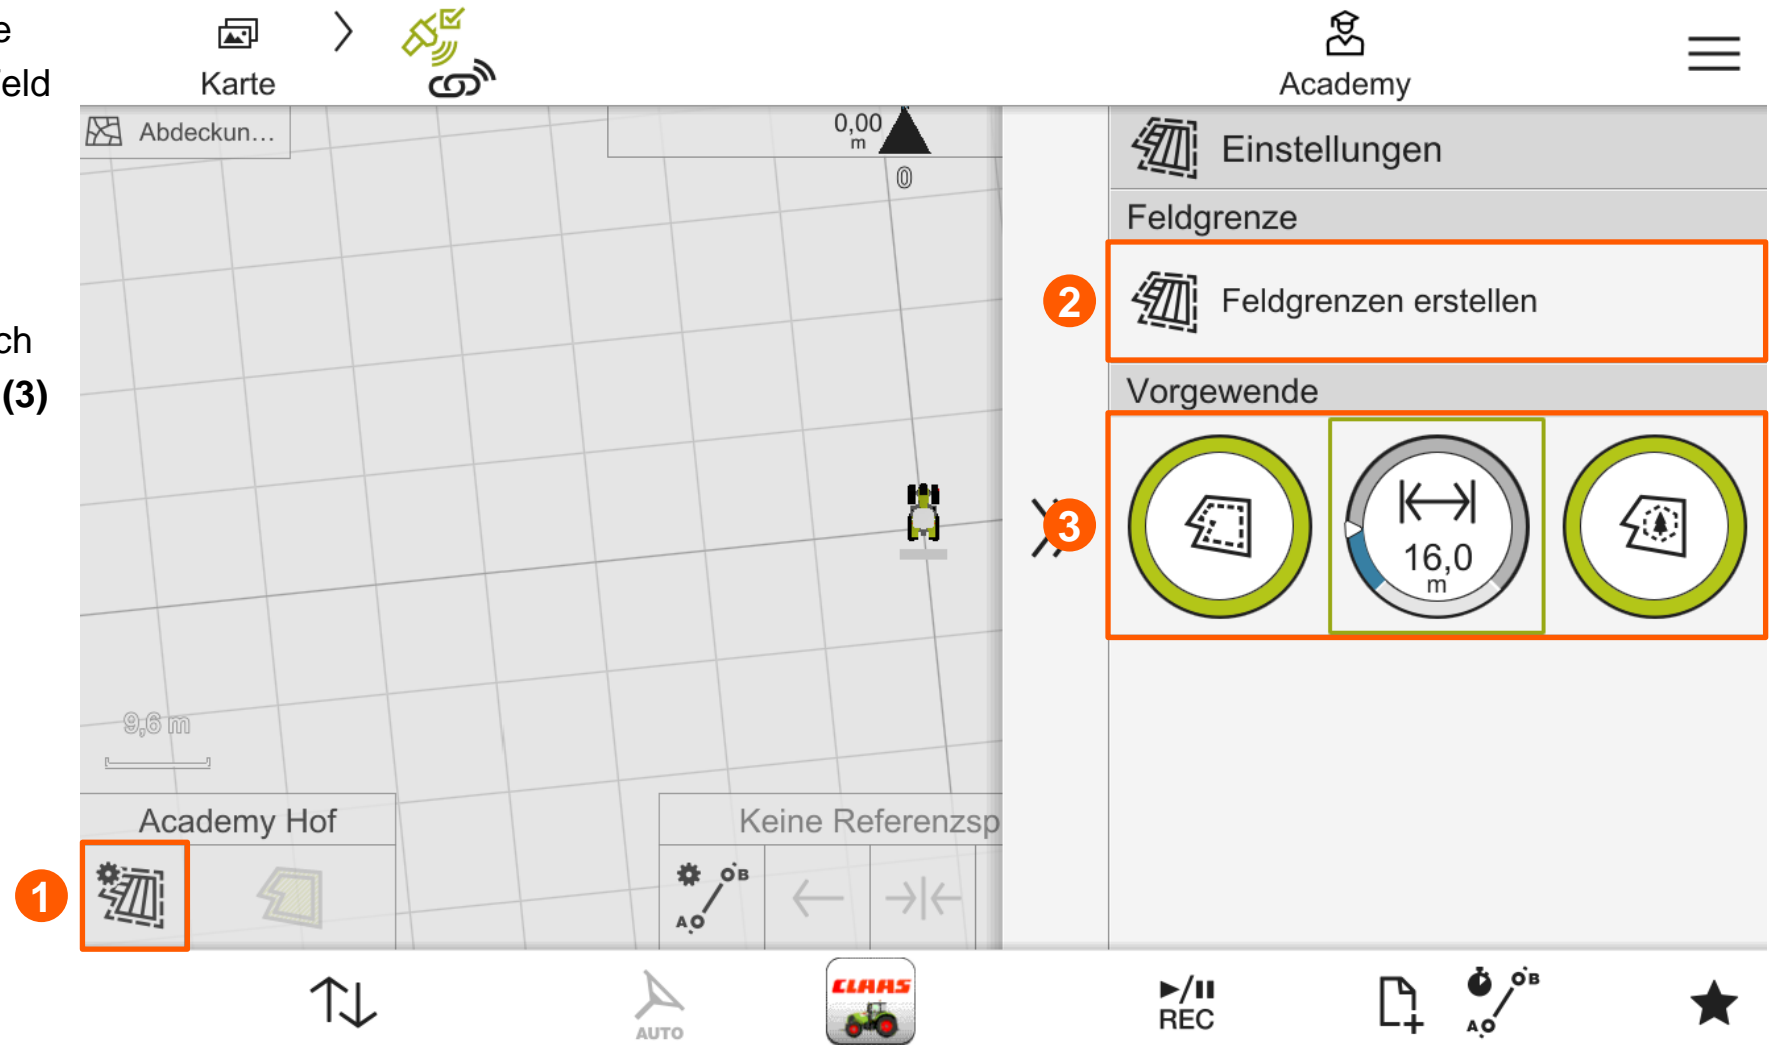 e
eld
ch
(3)
Karte
Academy
Abdeckun...
0,00
m
0
Einstellungen
Feldgrenze
2
Feldgrenzen erstellen
Vorgewende
3
16,0
m
9,6 m
Academy Hof
Keine Referenzsp
1
B
A
AUTO
CLAAS
REC
B
A